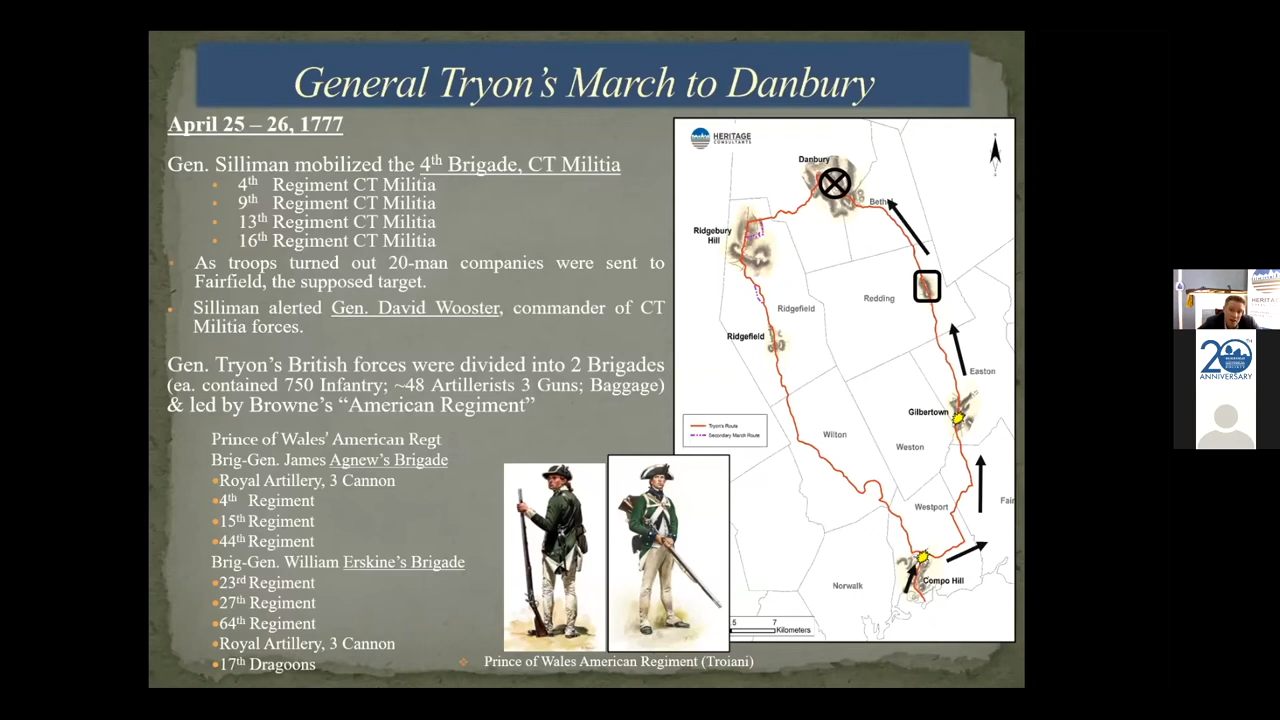 General Tryon's March to Danbury
April 25 – 26, 1777
Gen. Silliman mobilized the 4th Brigade, CT Militia
• 4th Regiment CT Militia
• 9th Regiment CT Militia
• 13th Regiment CT Militia
• 16th Regiment CT Militia
• As troops turned out 20-man companies were sent to
Fairfield, the supposed target.
• Silliman alerted Gen. David Wooster, commander of CT
Militia forces.
Gen. Tryon's British forces were divided into 2 Brigades
(ea. contained 750 Infantry; ~48 Artillerists 3 Guns; Baggage)
& led by Browne's “American Regiment”
Prince of Wales' American Regt
Brig-Gen. James Agnew's Brigade
•Royal Artillery, 3 Cannon
•4th Regiment
•15th Regiment
•44th Regiment
Brig-Gen. William Erskine's Brigade
•23rd Regiment
•27th Regiment
•64th Regiment
•Royal Artillery, 3 Cannon
•17th Dragoons
Prince of Wales American Regiment (Troiani)
HERITAGE
CONSULTANTS
Danbury
Bethel
Ridgebury
Hill
Redding
Ridgefield
Ridgefield
Easton
Gilbertown
Tryon's Route
Secondary March Route
Wilton
Weston
Westport
Fair
Compo Hill
Norwalk
5 7
Kilometers
HERITA
20TH
ANNIVERSARY